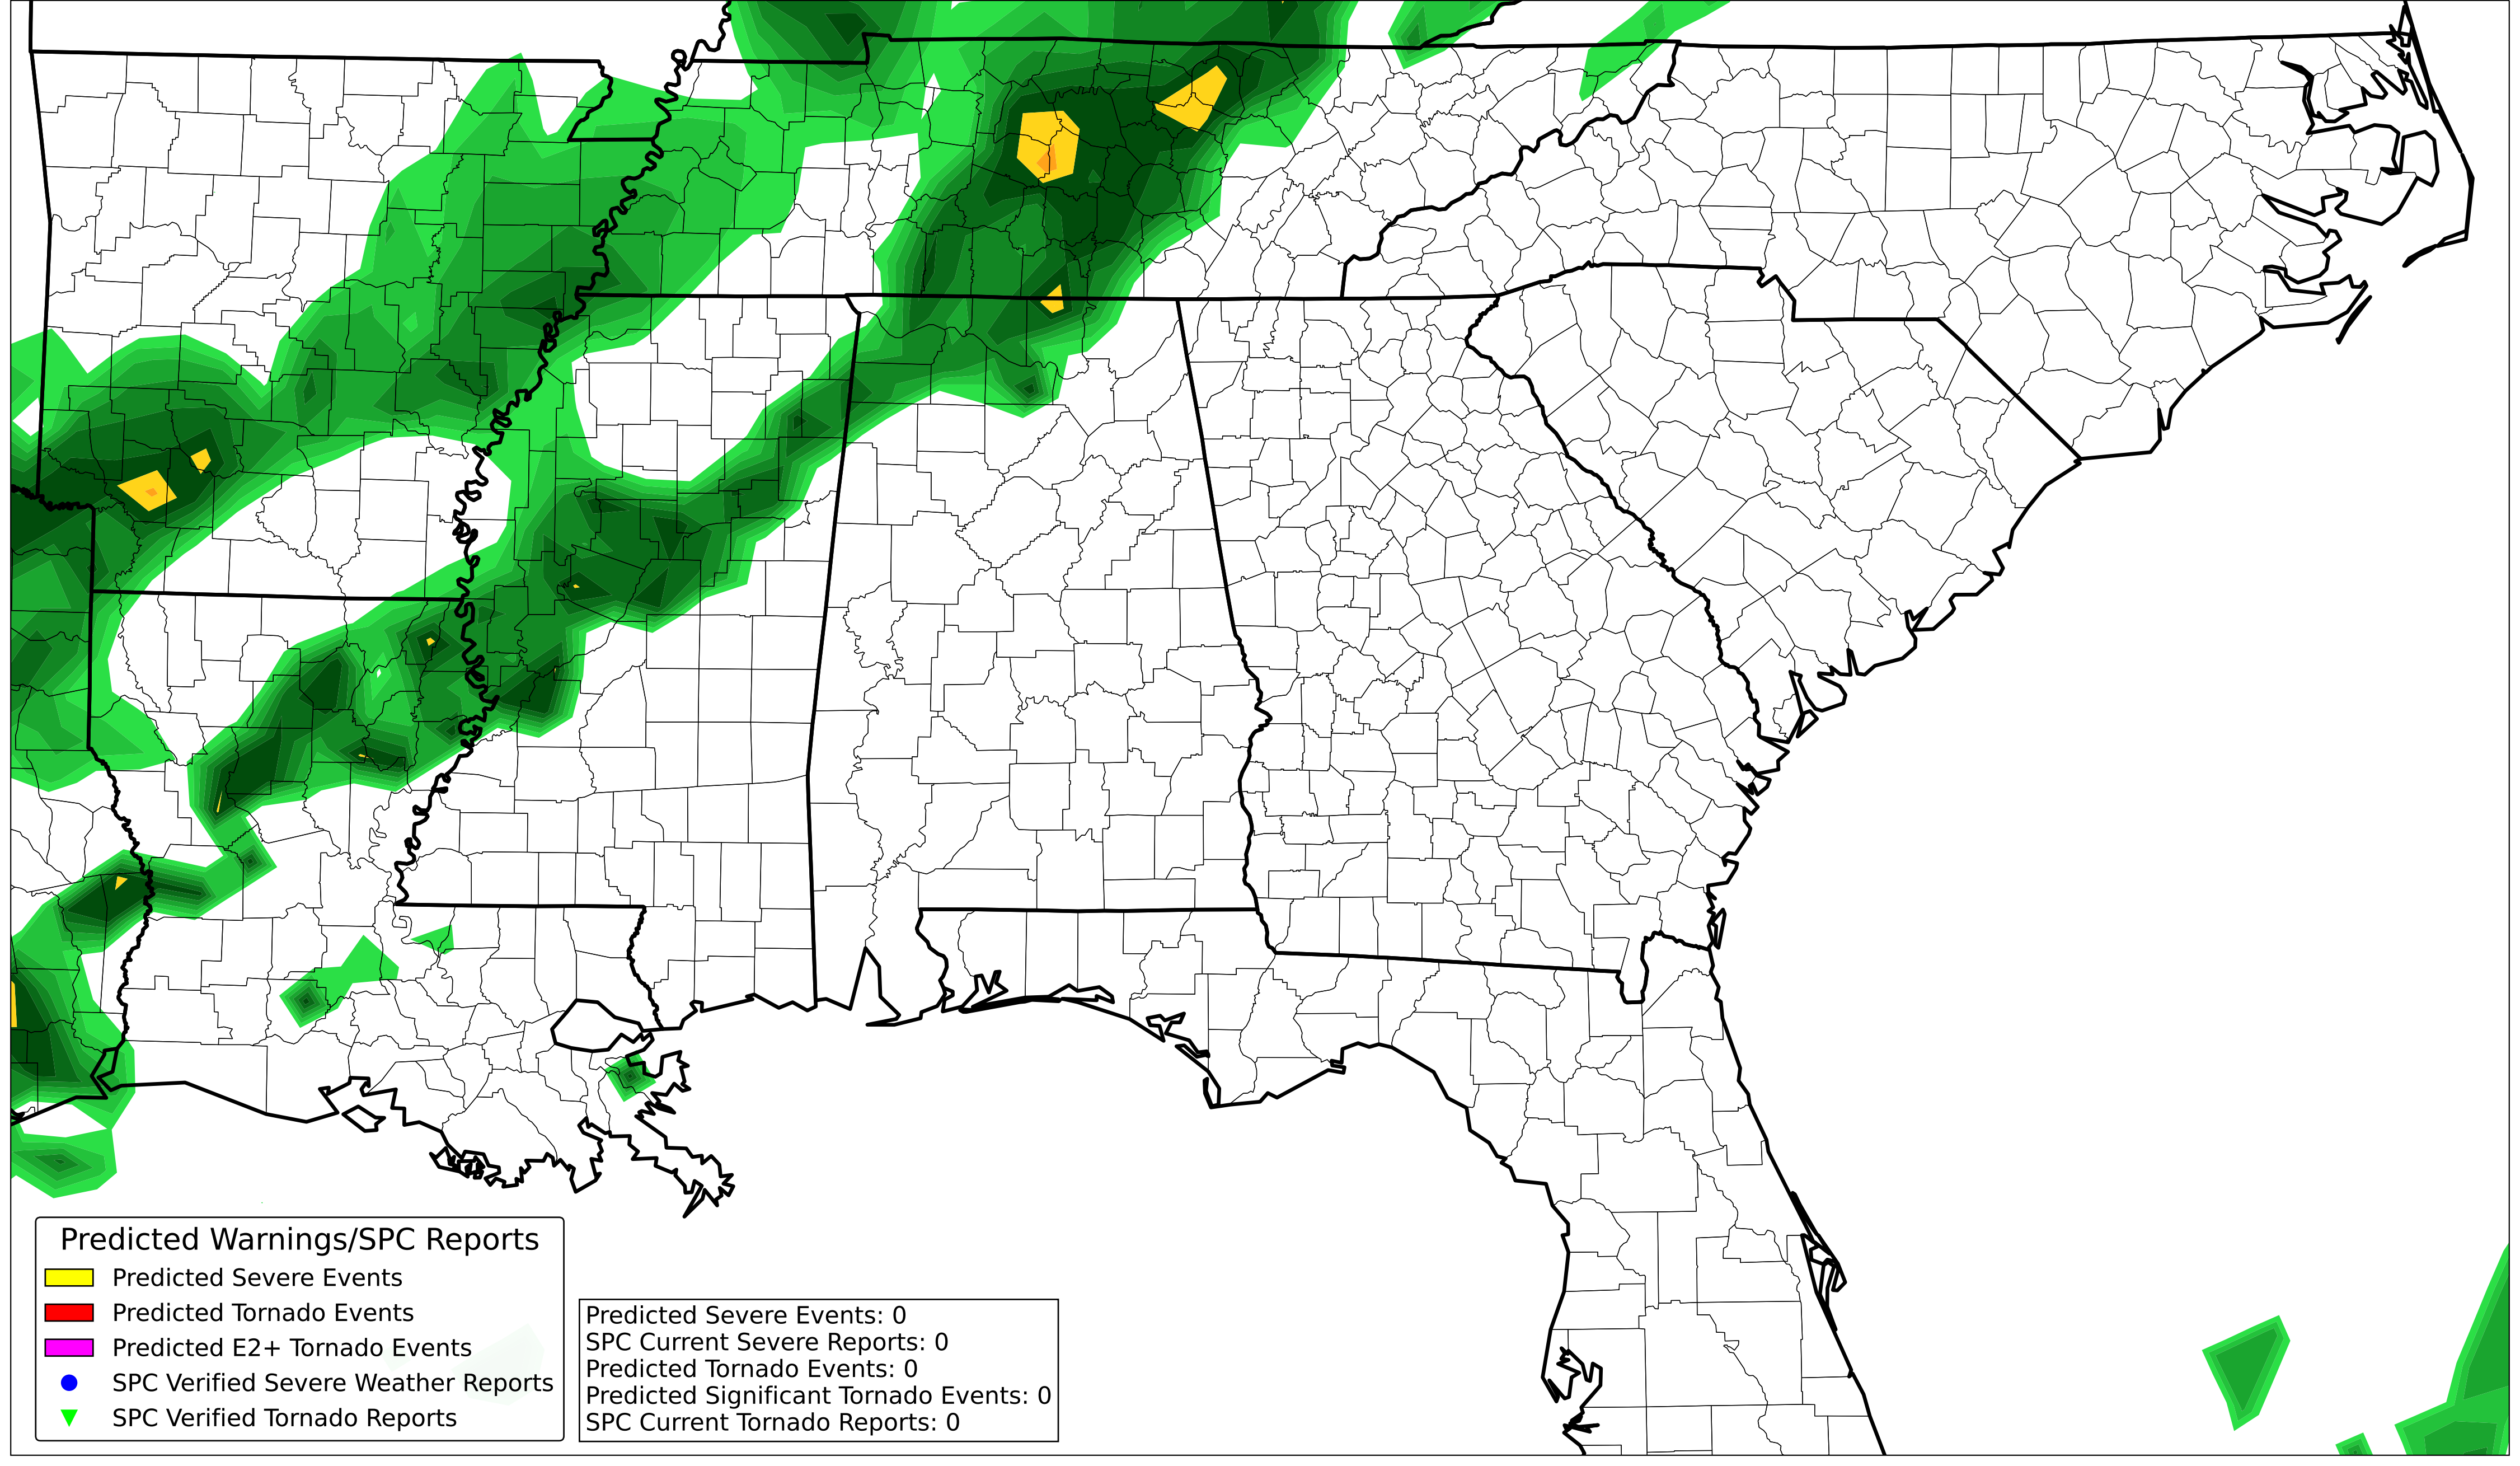 Predicted Warnings/SPC Reports
Predicted Severe Events
Predicted Tornado Events
Predicted E2+ Tornado Events
SPC Verified Severe Weather Reports
SPC Verified Tornado Reports
Predicted Severe Events: 0
SPC Current Severe Reports: 0
Predicted Tornado Events: 0
Predicted Significant Tornado Events: 0
SPC Current Tornado Reports: 0